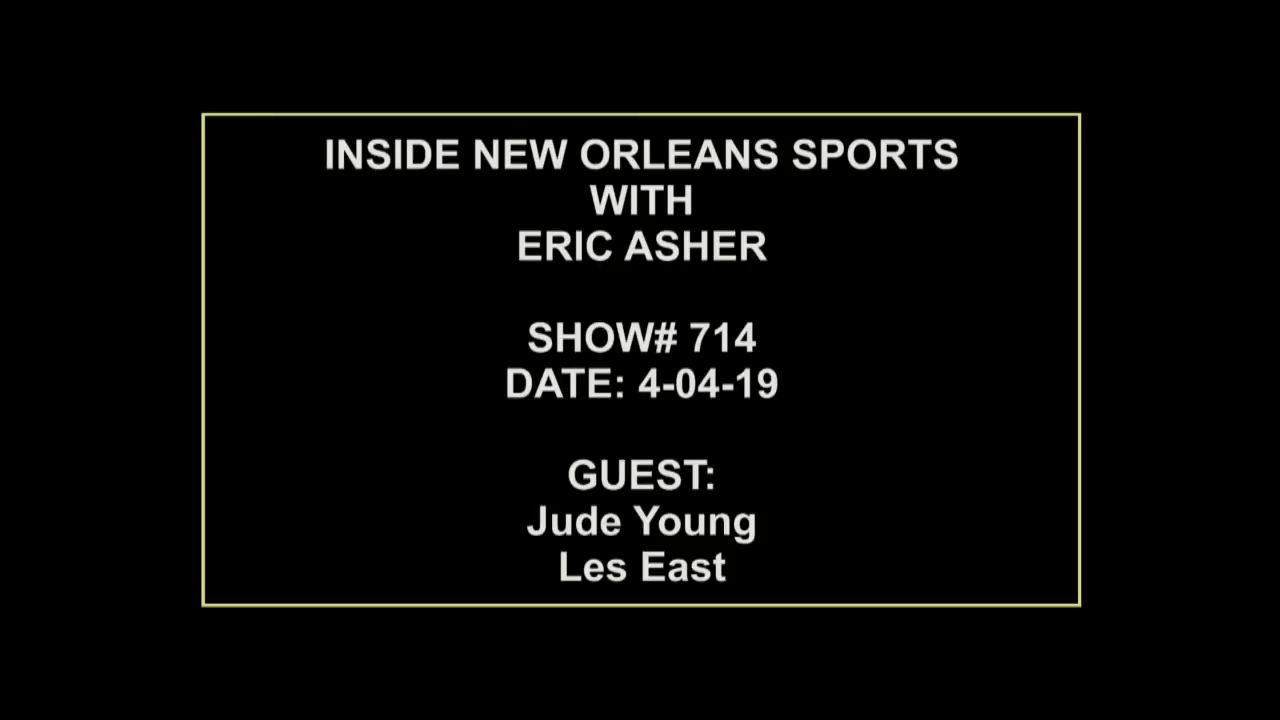 INSIDE NEW ORLEANS SPORTS
WITH
ERIC ASHER
SHOW# 714
DATE: 4-04-19
GUEST:
Jude Young
Les East